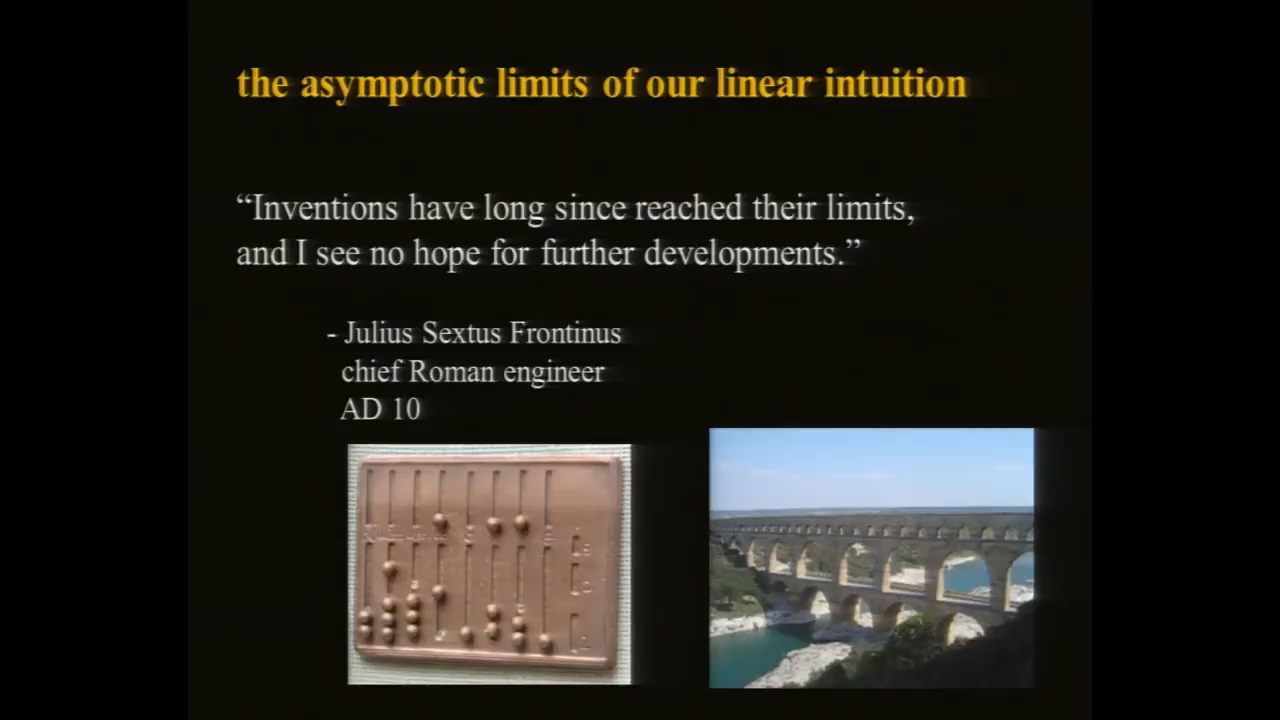 the asymptotic limits of our linear intuition
“Inventions have long since reached their limits,
and I see no hope for further developments.”
- Julius Sextus Frontinus
chief Roman engineer
AD 10